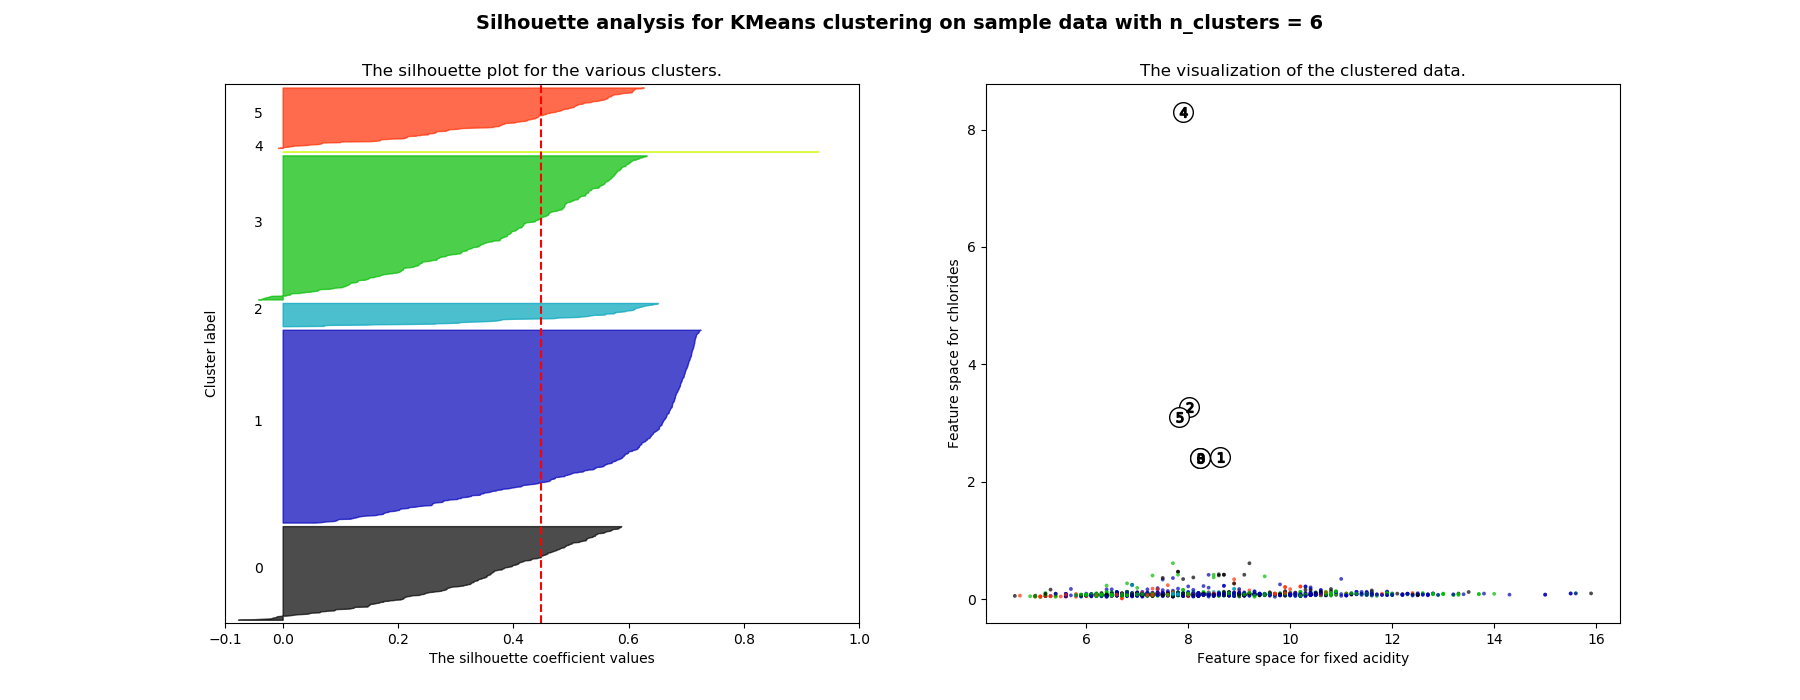 Silhouette analysis for KMeans clustering on sample data with n_clusters = 6
The silhouette plot for the various clusters.
5
4
3
2
1
0
Cluster label
−0.1 0.0 0.2 0.4 0.6 0.8 1.0
The silhouette coefficient values
The visualization of the clustered data.
8
6
4
2
0
Feature space for chlorides
4
2
5
1
6 8 10 12 14 16
Feature space for fixed acidity